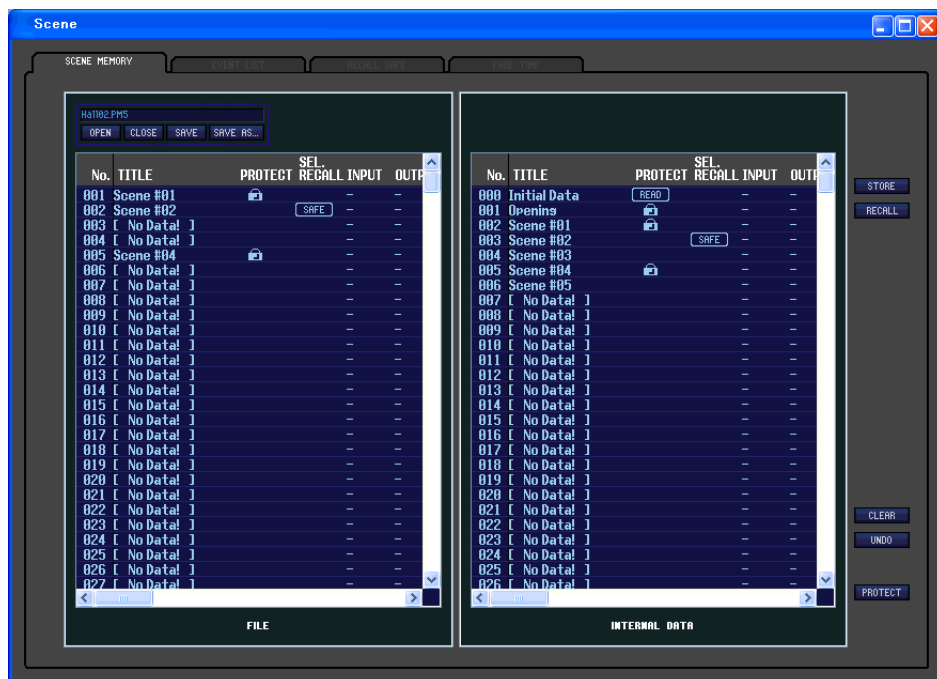 Scene
SCENE MEMORY EVENT LIST RECALL SAFE FADE TIME
Hall02.PM5
OPEN CLOSE SAVE SAVE AS...
No. TITLE PROTECT SEL. RECALL INPUT OUTP
001 Scene #01 –
002 Scene #02 SAFE – –
003 [ No Data! ] – –
004 [ No Data! ] – –
005 Scene #04 – –
006 [ No Data! ] – –
007 [ No Data! ] – –
008 [ No Data! ] – –
009 [ No Data! ] – –
010 [ No Data! ] – –
011 [ No Data! ] – –
012 [ No Data! ] – –
013 [ No Data! ] – –
014 [ No Data! ] – –
015 [ No Data! ] – –
016 [ No Data! ] – –
017 [ No Data! ] – –
018 [ No Data! ] – –
019 [ No Data! ] – –
020 [ No Data! ] – –
021 [ No Data! ] – –
022 [ No Data! ] – –
023 [ No Data! ] – –
024 [ No Data! ] – –
025 [ No Data! ] – –
026 [ No Data! ] – –
027 [ No Data! ] – –
FILE
No. TITLE PROTECT SEL. RECALL INPUT OUTP
000 Initial Data READ – –
001 Opening – –
002 Scene #01 – –
003 Scene #02 SAFE – –
004 Scene #03 – –
005 Scene #04 – –
006 Scene #05 – –
007 [ No Data! ] – –
008 [ No Data! ] – –
009 [ No Data! ] – –
010 [ No Data! ] – –
011 [ No Data! ] – –
012 [ No Data! ] – –
013 [ No Data! ] – –
014 [ No Data! ] – –
015 [ No Data! ] – –
016 [ No Data! ] – –
017 [ No Data! ] – –
018 [ No Data! ] – –
019 [ No Data! ] – –
020 [ No Data! ] – –
021 [ No Data! ] – –
022 [ No Data! ] – –
023 [ No Data! ] – –
024 [ No Data! ] – –
025 [ No Data! ] – –
026 [ No Data! ] – –
INTERNAL DATA
STORE
RECALL
CLEAR
UNDO
PROTECT